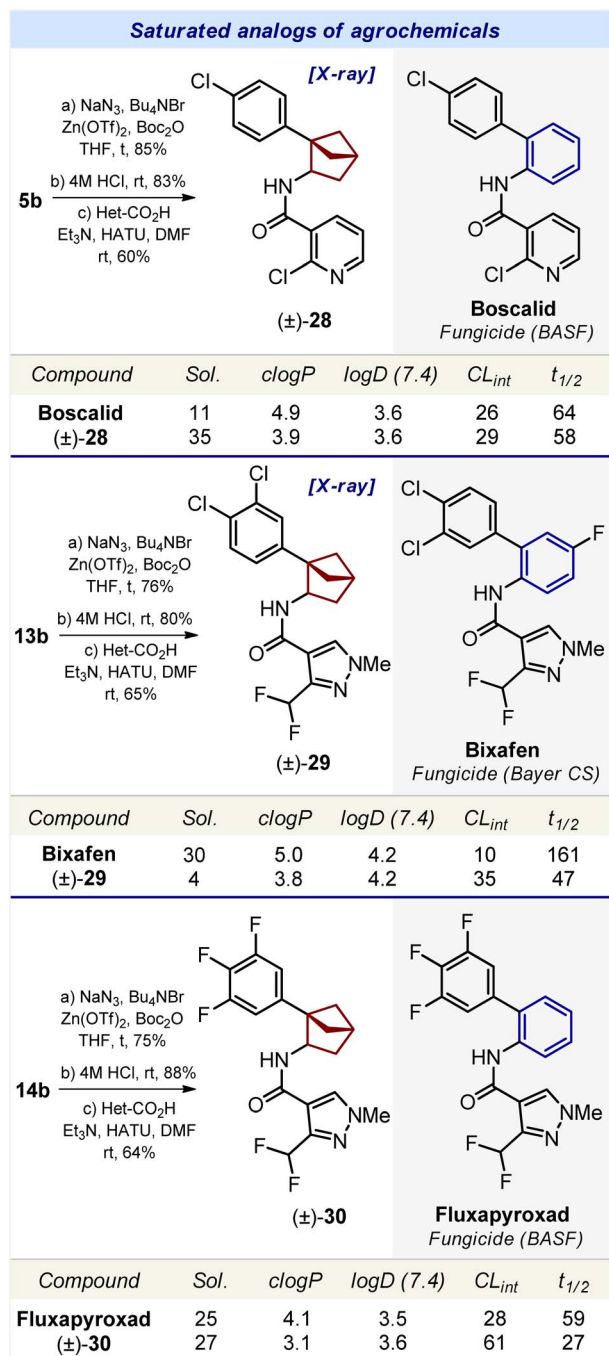 Saturated analogs of agrochemicals
[X-ray]
a) NaN3, Bu4NBr
Zn(OTf)2, Boc2O
THF, t, 85%
b) 4M HCl, rt, 83%
5b
c) Het-CO2H
Et3N, HATU, DMF
rt, 60%
Cl
HN
O
Cl
N
(±)-28
Cl
HN
O
Cl
N
Boscalid
Fungicide (BASF)
Compound Sol. clogP logD (7.4) CLint t1/2
Boscalid 11 4.9 3.6 26 64
(±)-28 35 3.9 3.6 29 58
[X-ray]
a) NaN3, Bu4NBr
Zn(OTf)2, Boc2O
THF, t, 76%
b) 4M HCl, rt, 80%
13b
c) Het-CO2H
Et3N, HATU, DMF
rt, 65%
Cl
Cl
HN
O
N
Me
N
F
F
(±)-29
Cl
Cl
F
HN
O
N
Me
N
F
F
Bixafen
Fungicide (Bayer CS)
Compound Sol. clogP logD (7.4) CLint t1/2
Bixafen 30 5.0 4.2 10 161
(±)-29 4 3.8 4.2 35 47
a) NaN3, Bu4NBr
Zn(OTf)2, Boc2O
THF, t, 75%
b) 4M HCl, rt, 88%
14b
c) Het-CO2H
Et3N, HATU, DMF
rt, 64%
F
F
F
HN
O
N
Me
N
F
F
(±)-30
F
F
F
HN
O
N
Me
N
F
F
Fluxapyroxad
Fungicide (BASF)
Compound Sol. clogP logD (7.4) CLint t1/2
Fluxapyroxad 25 4.1 3.5 28 59
(±)-30 27 3.1 3.6 61 27